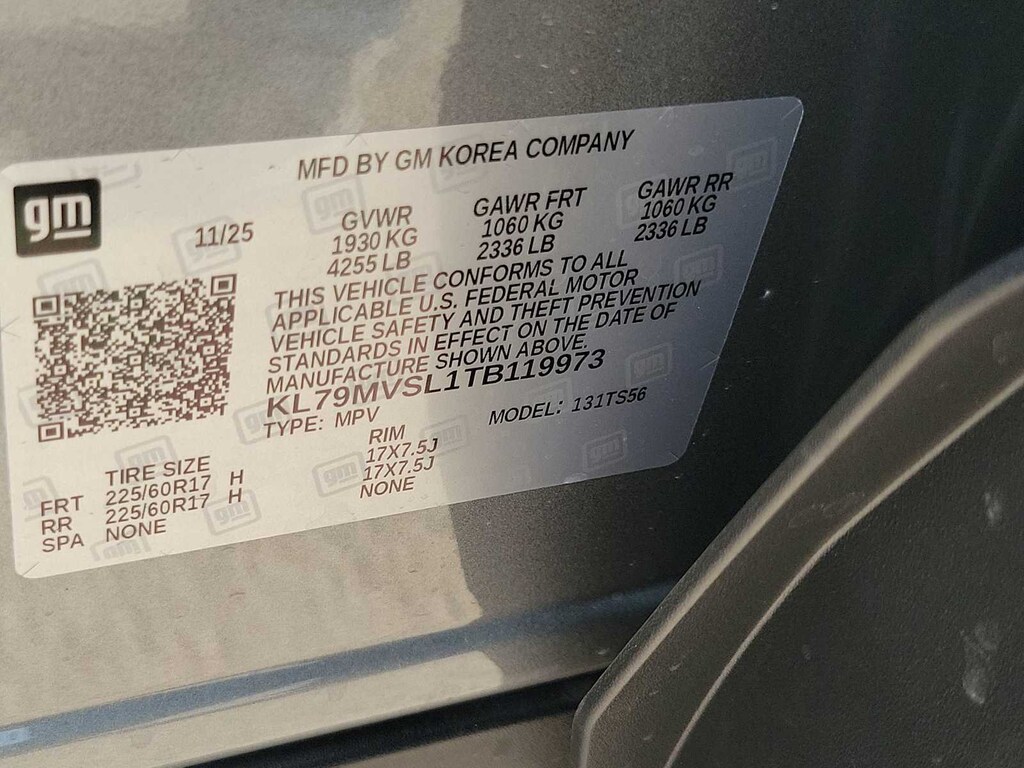 MFD BY GM KOREA COMPANY
gm
11/25
GVWR
1930 KG
4255 LB
GAWR FRT
1060 KG
2336 LB
GAWR RR
1060 KG
2336 LB
THIS VEHICLE CONFORMS TO ALL
APPLICABLE U.S. FEDERAL MOTOR
VEHICLE SAFETY AND THEFT PREVENTION
STANDARDS IN EFFECT ON THE DATE OF
MANUFACTURE SHOWN ABOVE.
KL79MVSL1TB119973
TYPE: MPV
MODEL: 131TS56
TIRE SIZE
RIM
FRT 225/60R17 H 17X7.5J
RR 225/60R17 H 17X7.5J
SPA NONE NONE